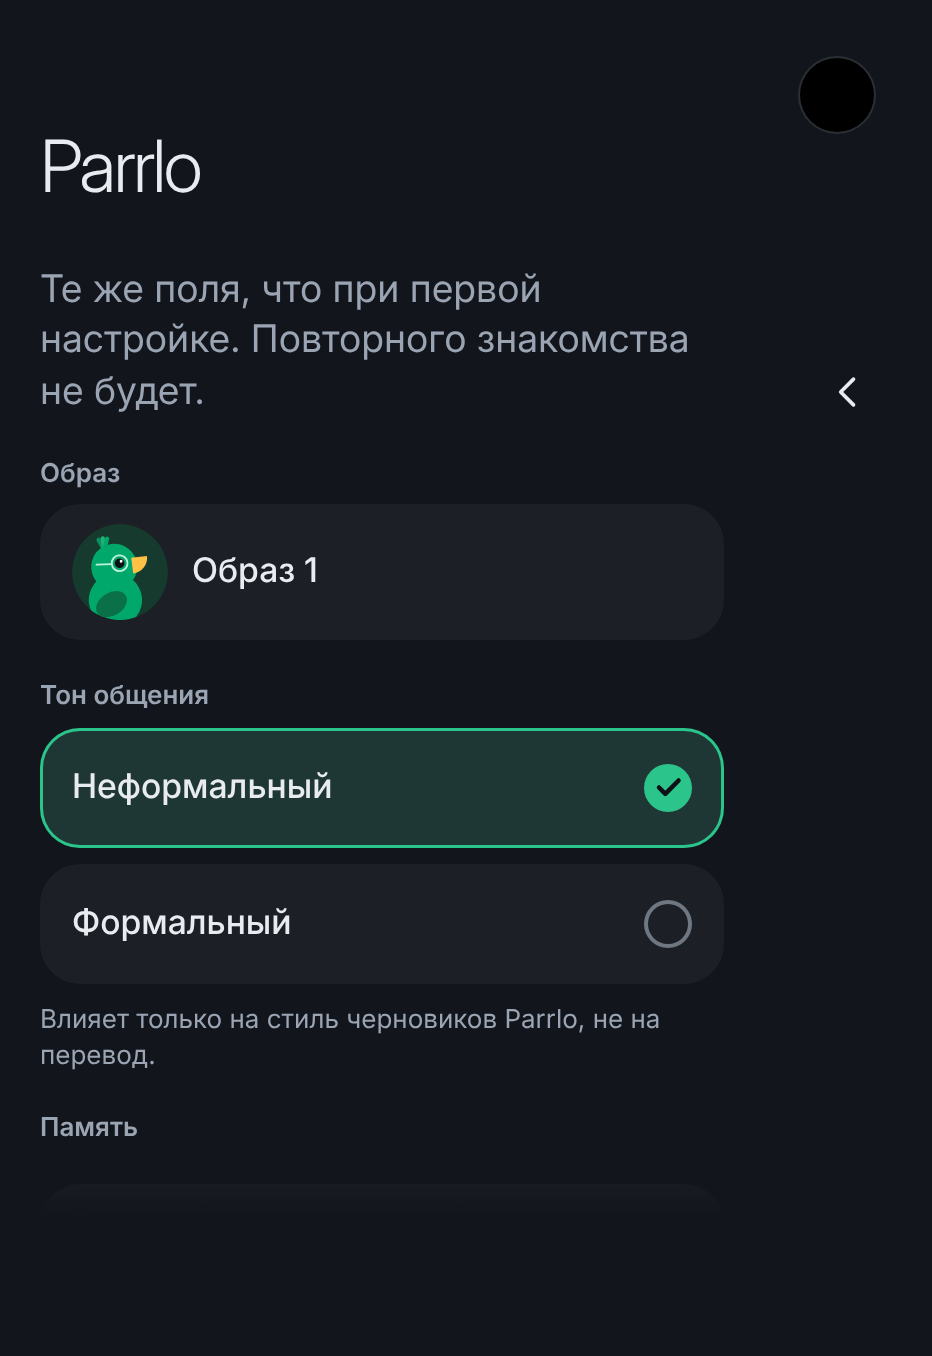 Parrlo
Те же поля, что при первой
настройке. Повторного знакомства
не будет.
Образ
Образ 1
Тон общения
Неформальный
Формальный
Влияет только на стиль черновиков Parrlo, не на
перевод.
Память